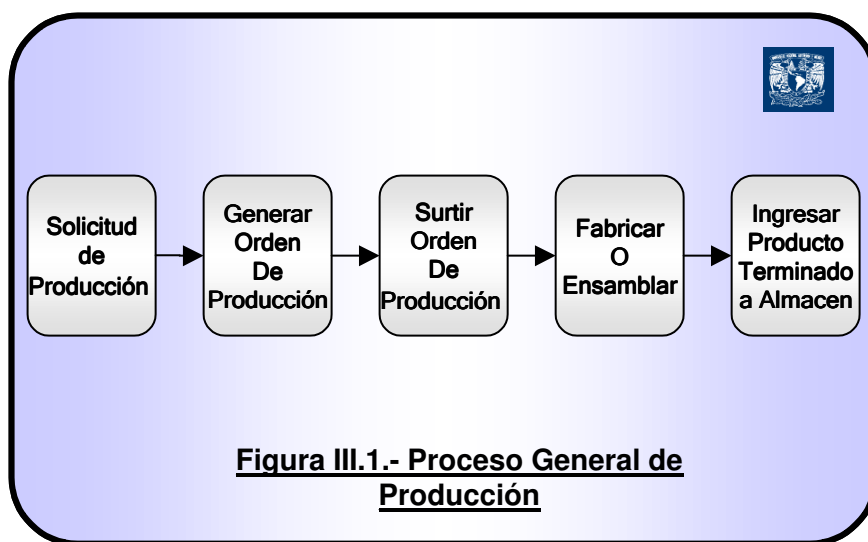 Solicitud
de
Producción
Generar
Orden
De
Producción
Surtir
Orden
De
Producción
Fabricar
O
Ensamblar
Ingresar
Producto
Terminado
a Almacen
Figura III.1.- Proceso General de
Producción